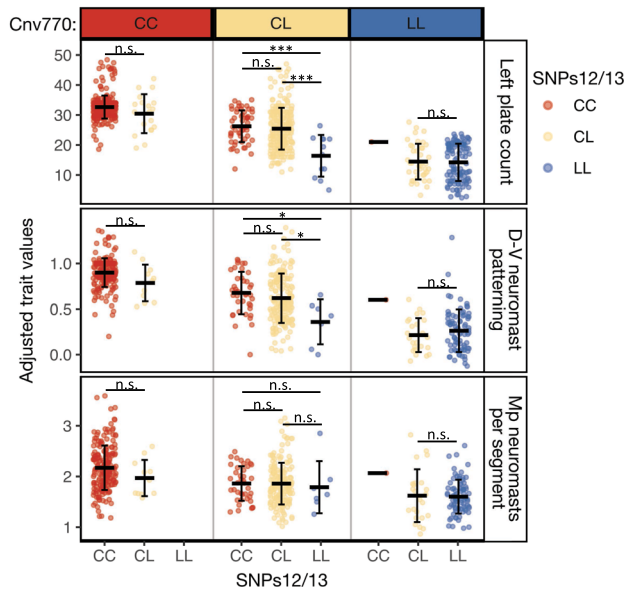 Cnv770: CC CL LL
n.s. *** n.s. *** n.s.
50
40
30
20
10
Left plate count
n.s. * n.s. * n.s.
1.0
0.5
0.0
D-V neuromast
patterning
n.s. n.s. n.s. n.s. n.s.
3
2
1
Mp neuromasts
per segment
Adjusted trait values
CC CL LL CC CL LL CC CL LL
SNPs12/13
SNPs12/13
CC
CL
LL